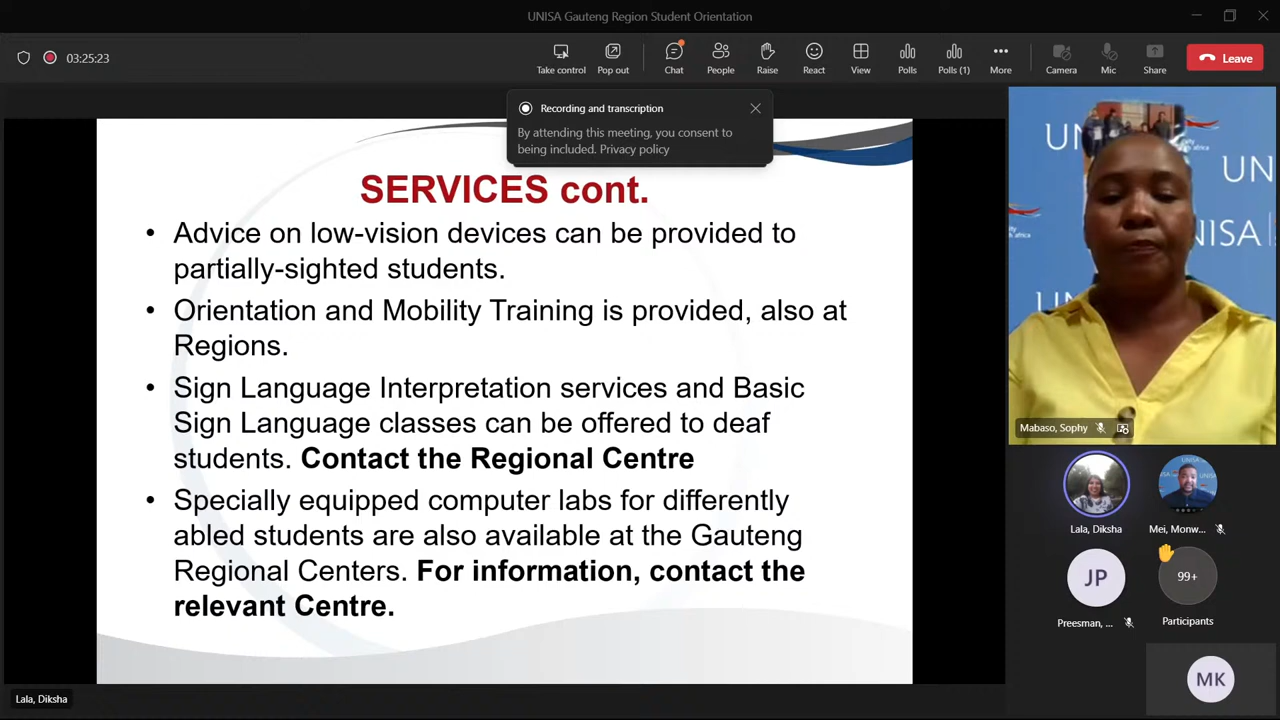 UNISA Gauteng Region Student Orientation
03:25:23
Take control
Pop out
Chat
People
Raise
React
View
Polls
Polls (1)
More
Camera
Mic
Share
Leave
Recording and transcription
By attending this meeting, you consent to
being included. Privacy policy
SERVICES cont.
• Advice on low-vision devices can be provided to
partially-sighted students.
• Orientation and Mobility Training is provided, also at
Regions.
• Sign Language Interpretation services and Basic
Sign Language classes can be offered to deaf
students. Contact the Regional Centre
• Specially equipped computer labs for differently
abled students are also available at the Gauteng
Regional Centers. For information, contact the
relevant Centre.
Lala, Diksha
Mabaso, Sophy
Lala, Diksha
Mei, Monw...
JP
Preesman, ...
99+
Participants
MK